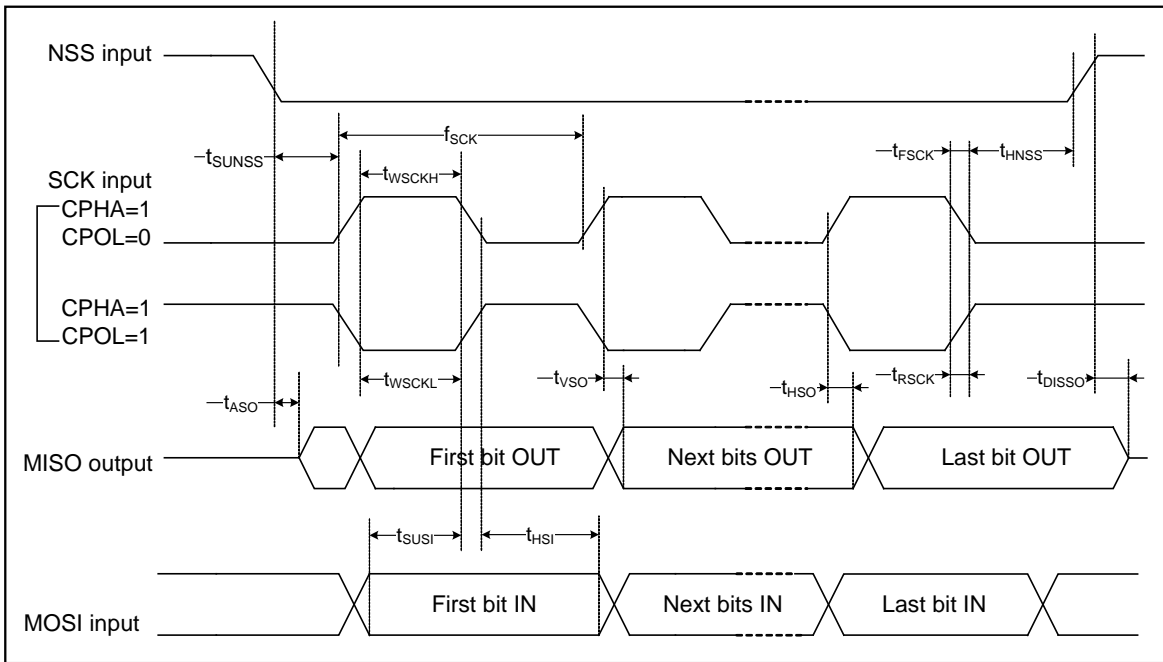 NSS input
fSCK
tSUNSS
tFSCK
tHNSS
SCK input
tWSCKH
CPHA=1
CPOL=0
CPHA=1
CPOL=1
tWSCKL
tVSO
tHSO
tRSCK
tDISSO
tASO
MISO output
First bit OUT
Next bits OUT
Last bit OUT
tSUSI
tHSI
MOSI input
First bit IN
Next bits IN
Last bit IN